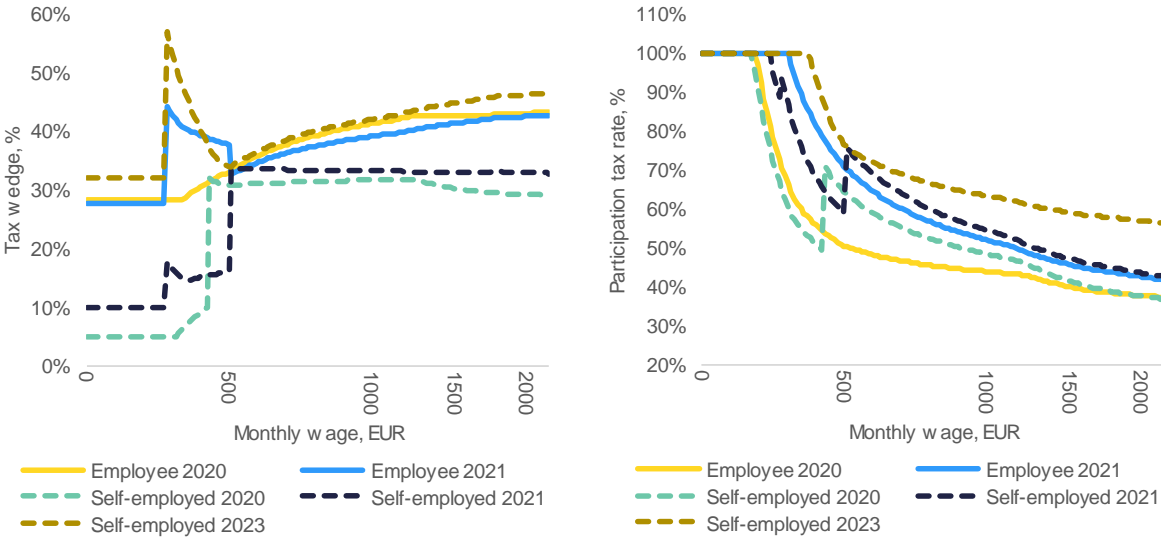 Tax wedge, %
60%
50%
40%
30%
20%
10%
0%
0
500
1000
1500
2000
Monthly wage, EUR
Employee 2020
Employee 2021
Self-employed 2020
Self-employed 2021
Self-employed 2023
Participation tax rate, %
110%
100%
90%
80%
70%
60%
50%
40%
30%
20%
0
500
1000
1500
2000
Monthly wage, EUR
Employee 2020
Employee 2021
Self-employed 2020
Self-employed 2021
Self-employed 2023